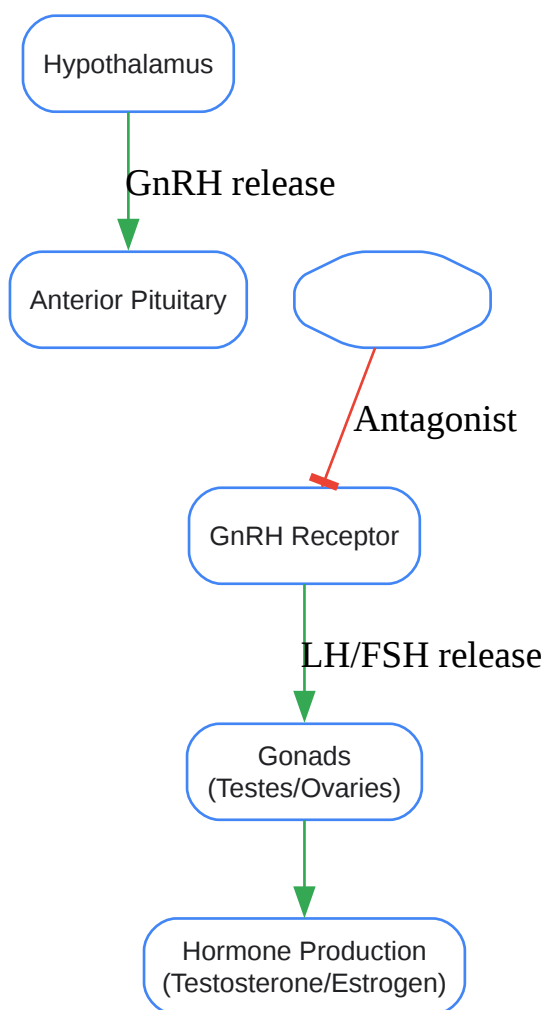 Hypothalamus
GnRH release
Anterior Pituitary
Antagonist
GnRH Receptor
LH/FSH release
Gonads
(Testes/Ovaries)
Hormone Production
(Testosterone/Estrogen)